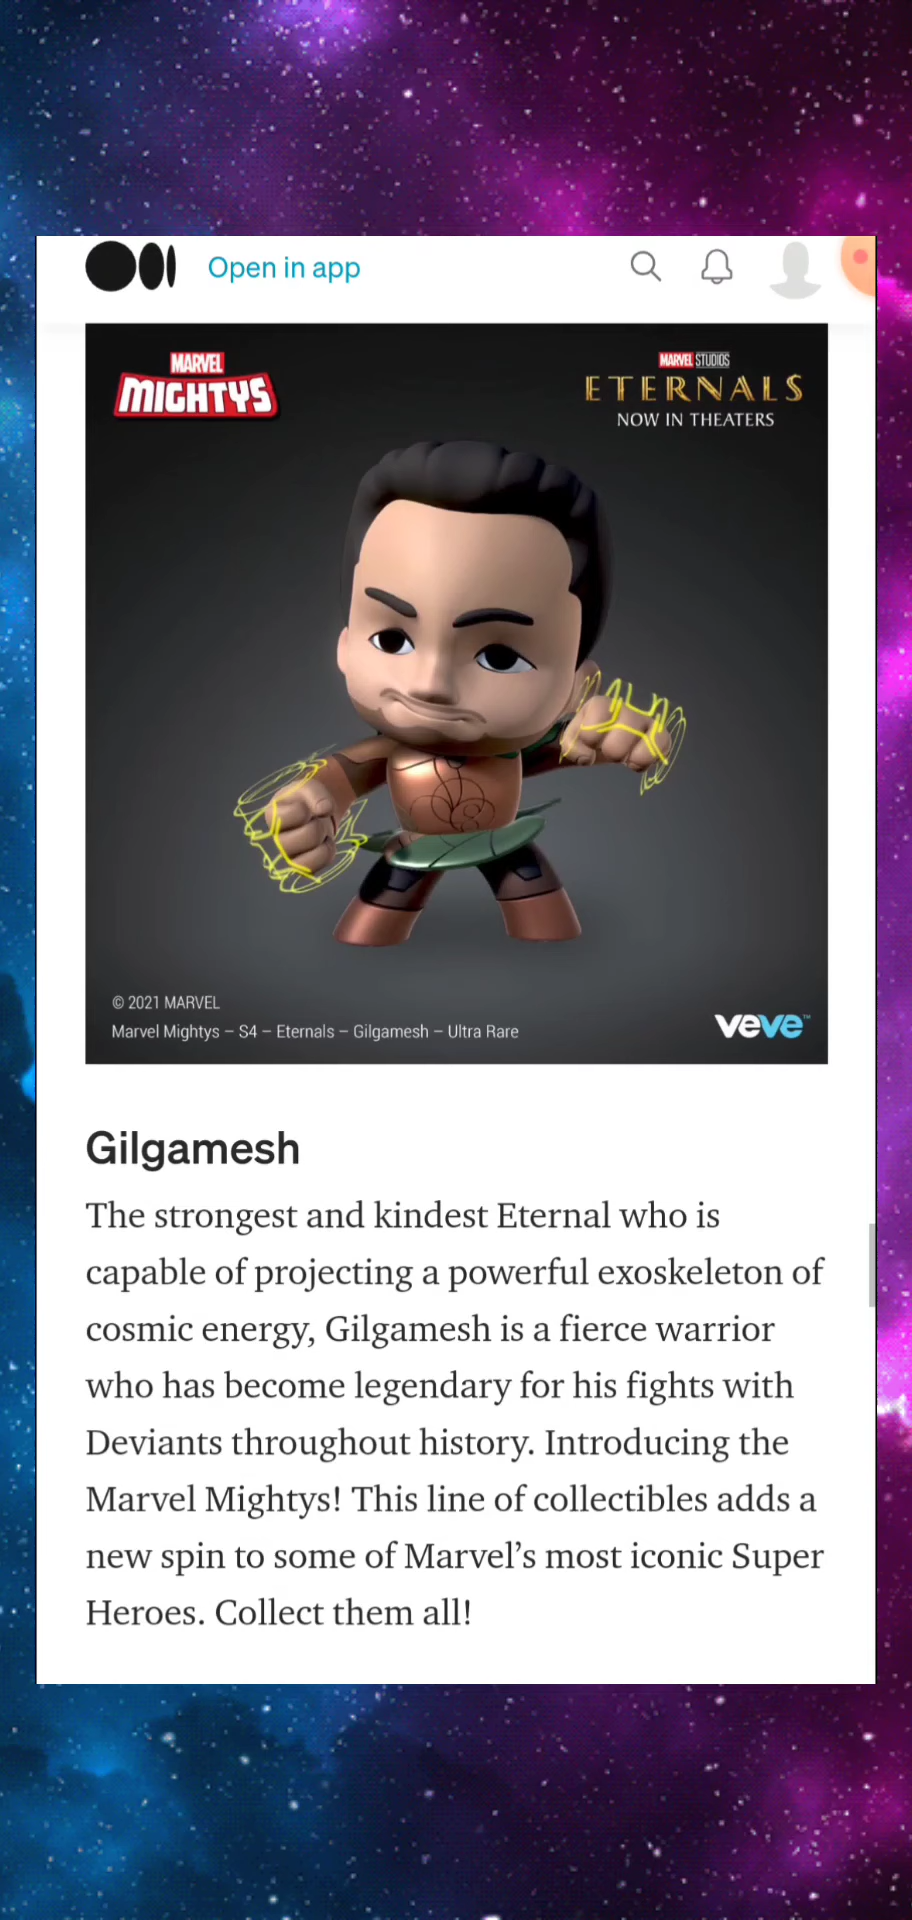 Open in app
MARVEL
MIGHTYS
MARVEL STUDIOS
ETERNALS
NOW IN THEATERS
© 2021 MARVEL
Marvel Mightys – S4 – Eternals – Gilgamesh – Ultra Rare
veve™
Gilgamesh
The strongest and kindest Eternal who is
capable of projecting a powerful exoskeleton of
cosmic energy, Gilgamesh is a fierce warrior
who has become legendary for his fights with
Deviants throughout history. Introducing the
Marvel Mightys! This line of collectibles adds a
new spin to some of Marvel’s most iconic Super
Heroes. Collect them all!